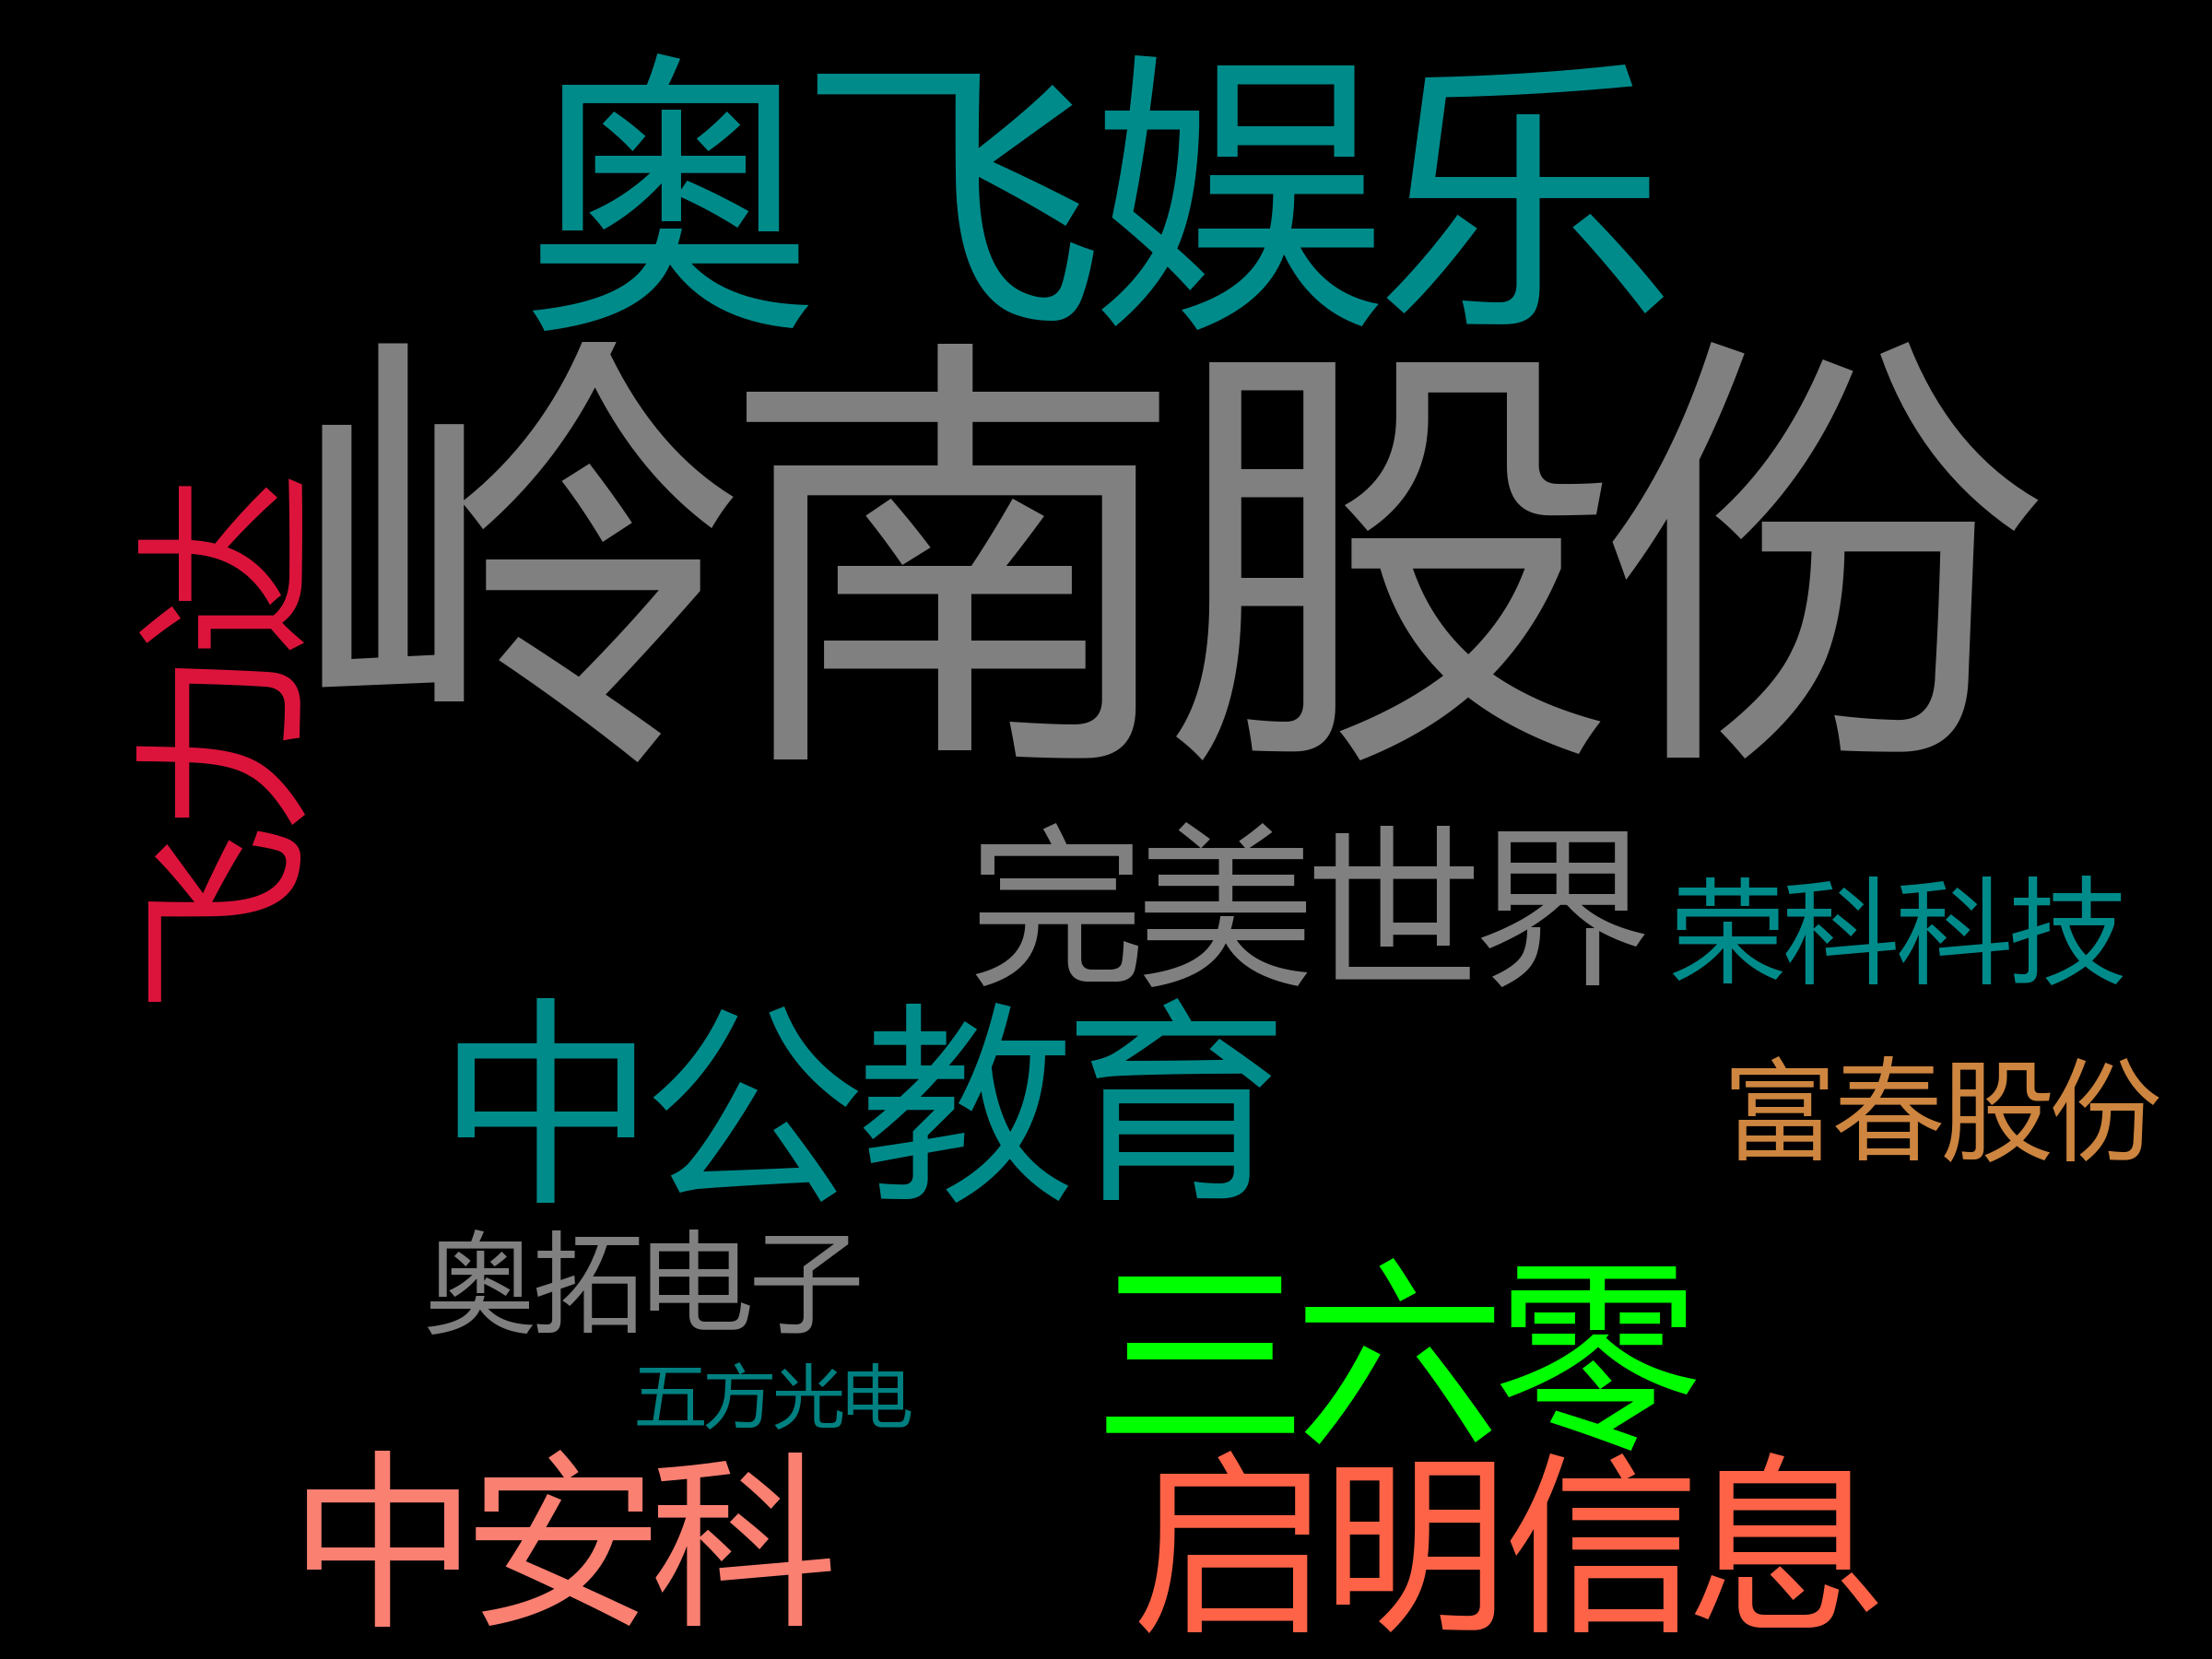 奥飞娱乐
岭南股份
飞力达
完美世界
荣科科技
中公教育
富春股份
奥拓电子
三六零
五方光电
中安科
启明信息